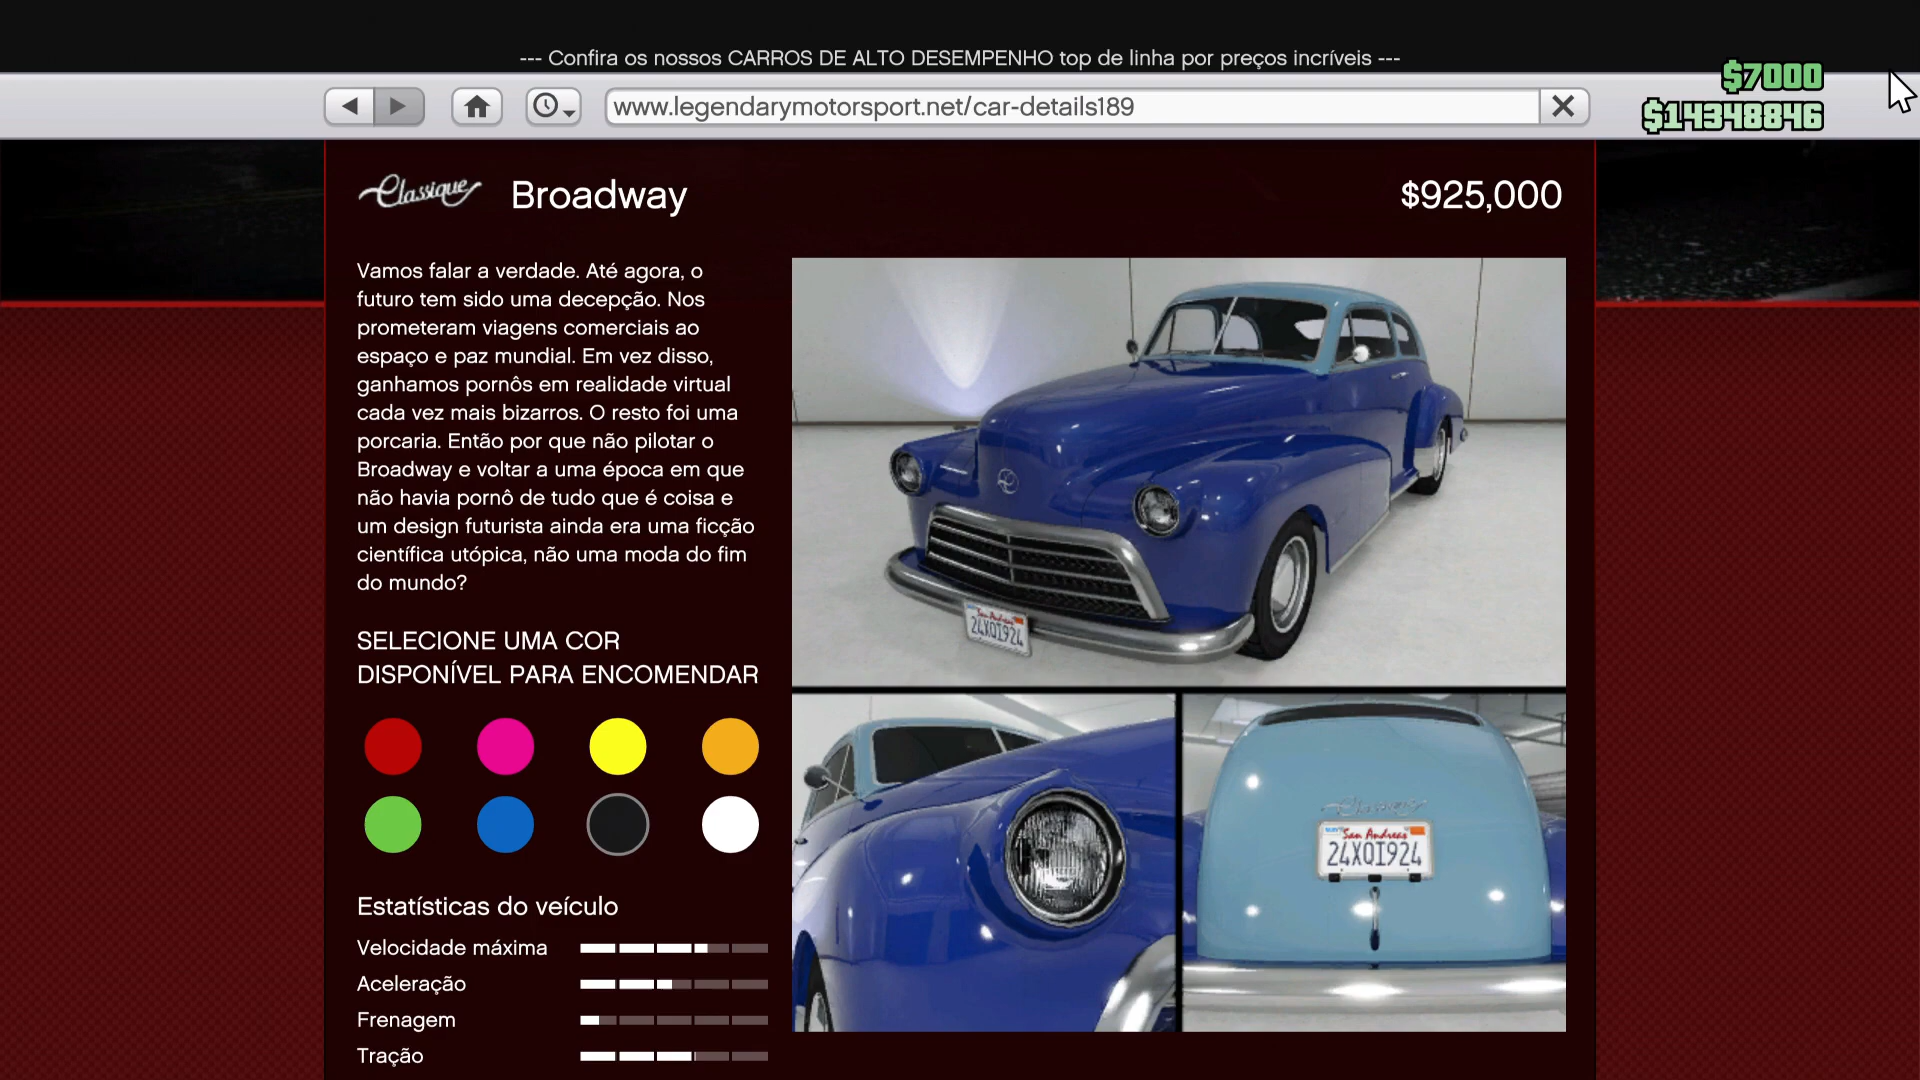 --- Confira os nossos CARROS DE ALTO DESEMPENHO top de linha por preços incríveis ---
$7000
www.legendarymotorsport.net/car-details189
$14348846
Classique Broadway $925,000
Vamos falar a verdade. Até agora, o
futuro tem sido uma decepção. Nos
prometeram viagens comerciais ao
espaço e paz mundial. Em vez disso,
ganhamos pornôs em realidade virtual
cada vez mais bizarros. O resto foi uma
porcaria. Então por que não pilotar o
Broadway e voltar a uma época em que
não havia pornô de tudo que é coisa e
um design futurista ainda era uma ficção
científica utópica, não uma moda do fim
do mundo?
San Andreas
24XQI924
SELECIONE UMA COR
DISPONÍVEL PARA ENCOMENDAR
Classique
San Andreas
24XQI924
Estatísticas do veículo
Velocidade máxima
Aceleração
Frenagem
Tração